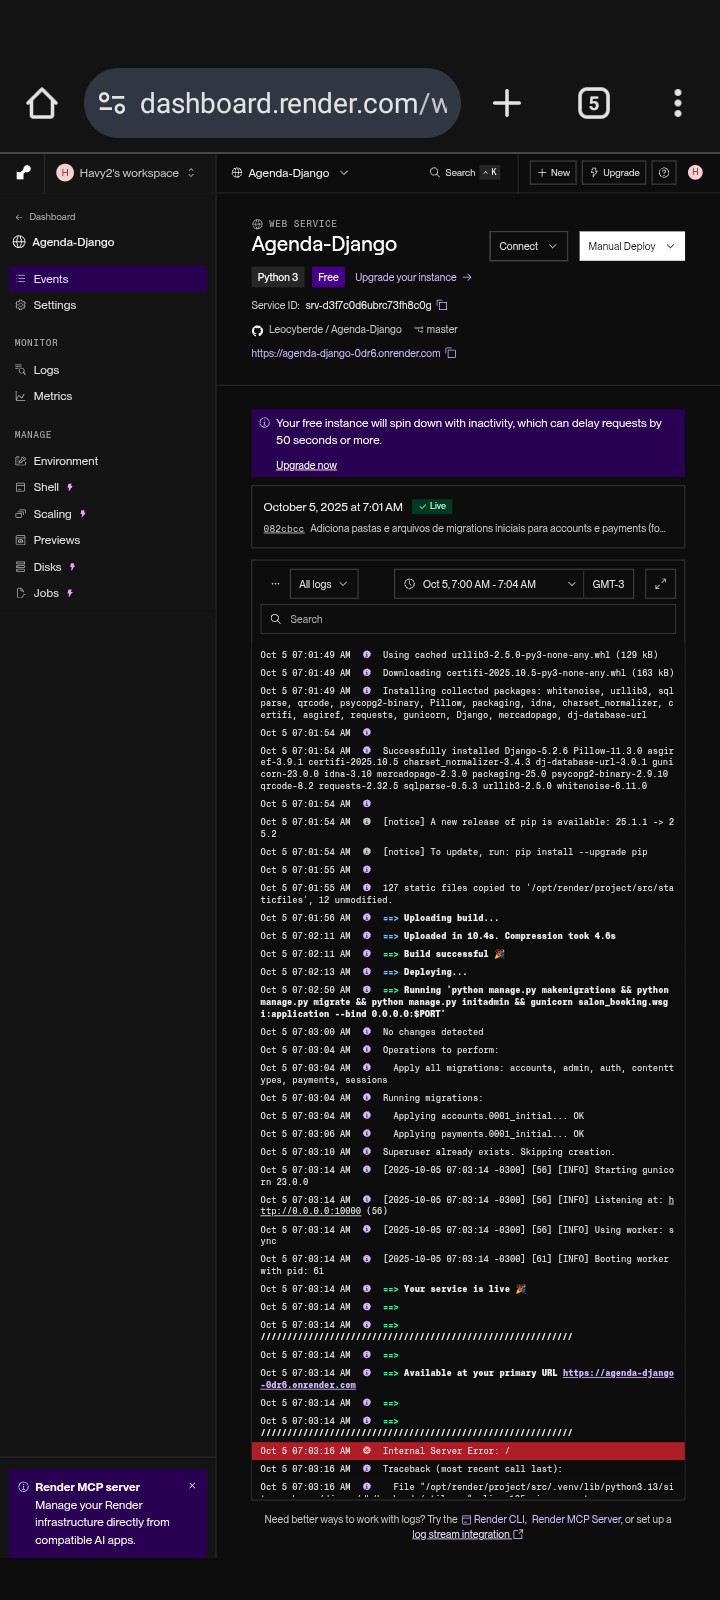 dashboard.render.com/w
5
H Havy2's workspace
Agenda-Django
Search ^ K
+ New
Upgrade
H
← Dashboard
Agenda-Django
Events
Settings
MONITOR
Logs
Metrics
MANAGE
Environment
Shell
Scaling
Previews
Disks
Jobs
WEB SERVICE
Agenda-Django
Connect
Manual Deploy
Python 3
Free
Upgrade your instance →
Service ID: srv-d3f7c0d6ubrc73fh8c0g
Leocyberde / Agenda-Django master
https://agenda-django-0dr6.onrender.com
Your free instance will spin down with inactivity, which can delay requests by
50 seconds or more.
Upgrade now
October 5, 2025 at 7:01 AM ✓ Live
082cbcc Adiciona pastas e arquivos de migrations iniciais para accounts e payments (fo...
... All logs
Oct 5, 7:00 AM - 7:04 AM
GMT-3
Search
Oct 5 07:01:49 AM Using cached urllib3-2.5.0-py3-none-any.whl (129 kB)
Oct 5 07:01:49 AM Downloading certifi-2025.10.5-py3-none-any.whl (163 kB)
Oct 5 07:01:49 AM Installing collected packages: whitenoise, urllib3, sql
parse, qrcode, psycopg2-binary, Pillow, packaging, idna, charset_normalizer, c
ertifi, asgiref, requests, gunicorn, Django, mercadopago, dj-database-url
Oct 5 07:01:54 AM
Oct 5 07:01:54 AM Successfully installed Django-5.2.6 Pillow-11.3.0 asgir
ef-3.9.1 certifi-2025.10.5 charset_normalizer-3.4.3 dj-database-url-3.0.1 guni
corn-23.0.0 idna-3.10 mercadopago-2.3.0 packaging-25.0 psycopg2-binary-2.9.10
qrcode-8.2 requests-2.32.5 sqlparse-0.5.3 urllib3-2.5.0 whitenoise-6.11.0
Oct 5 07:01:54 AM
Oct 5 07:01:54 AM [notice] A new release of pip is available: 25.1.1 -> 2
5.2
Oct 5 07:01:54 AM [notice] To update, run: pip install --upgrade pip
Oct 5 07:01:55 AM
Oct 5 07:01:55 AM 127 static files copied to '/opt/render/project/src/sta
ticfiles', 12 unmodified.
Oct 5 07:01:56 AM ==> Uploading build...
Oct 5 07:02:11 AM ==> Uploaded in 10.4s. Compression took 4.6s
Oct 5 07:02:11 AM ==> Build successful 🎉
Oct 5 07:02:13 AM ==> Deploying...
Oct 5 07:02:50 AM ==> Running 'python manage.py makemigrations && python
manage.py migrate && python manage.py initadmin && gunicorn salon_booking.wsg
i:application --bind 0.0.0.0:$PORT'
Oct 5 07:03:00 AM No changes detected
Oct 5 07:03:04 AM Operations to perform:
Oct 5 07:03:04 AM Apply all migrations: accounts, admin, auth, contentt
ypes, payments, sessions
Oct 5 07:03:04 AM Running migrations:
Oct 5 07:03:04 AM Applying accounts.0001_initial... OK
Oct 5 07:03:06 AM Applying payments.0001_initial... OK
Oct 5 07:03:10 AM Superuser already exists. Skipping creation.
Oct 5 07:03:14 AM [2025-10-05 07:03:14 -0300] [56] [INFO] Starting gunico
rn 23.0.0
Oct 5 07:03:14 AM [2025-10-05 07:03:14 -0300] [56] [INFO] Listening at: h
ttp://0.0.0.0:10000 (56)
Oct 5 07:03:14 AM [2025-10-05 07:03:14 -0300] [56] [INFO] Using worker: s
ync
Oct 5 07:03:14 AM [2025-10-05 07:03:14 -0300] [61] [INFO] Booting worker
with pid: 61
Oct 5 07:03:14 AM ==> Your service is live 🎉
Oct 5 07:03:14 AM ==>
Oct 5 07:03:14 AM ==>
///////////////////////////////////////////////////////////
Oct 5 07:03:14 AM ==>
Oct 5 07:03:14 AM ==> Available at your primary URL https://agenda-django
-0dr6.onrender.com
Oct 5 07:03:14 AM ==>
Oct 5 07:03:14 AM ==>
///////////////////////////////////////////////////////////
Oct 5 07:03:16 AM Internal Server Error: /
Oct 5 07:03:16 AM Traceback (most recent call last):
Oct 5 07:03:16 AM File "/opt/render/project/src/.venv/lib/python3.13/si
Need better ways to work with logs? Try the Render CLI, Render MCP Server, or set up a
log stream integration
Render MCP server ×
Manage your Render
infrastructure directly from
compatible AI apps.